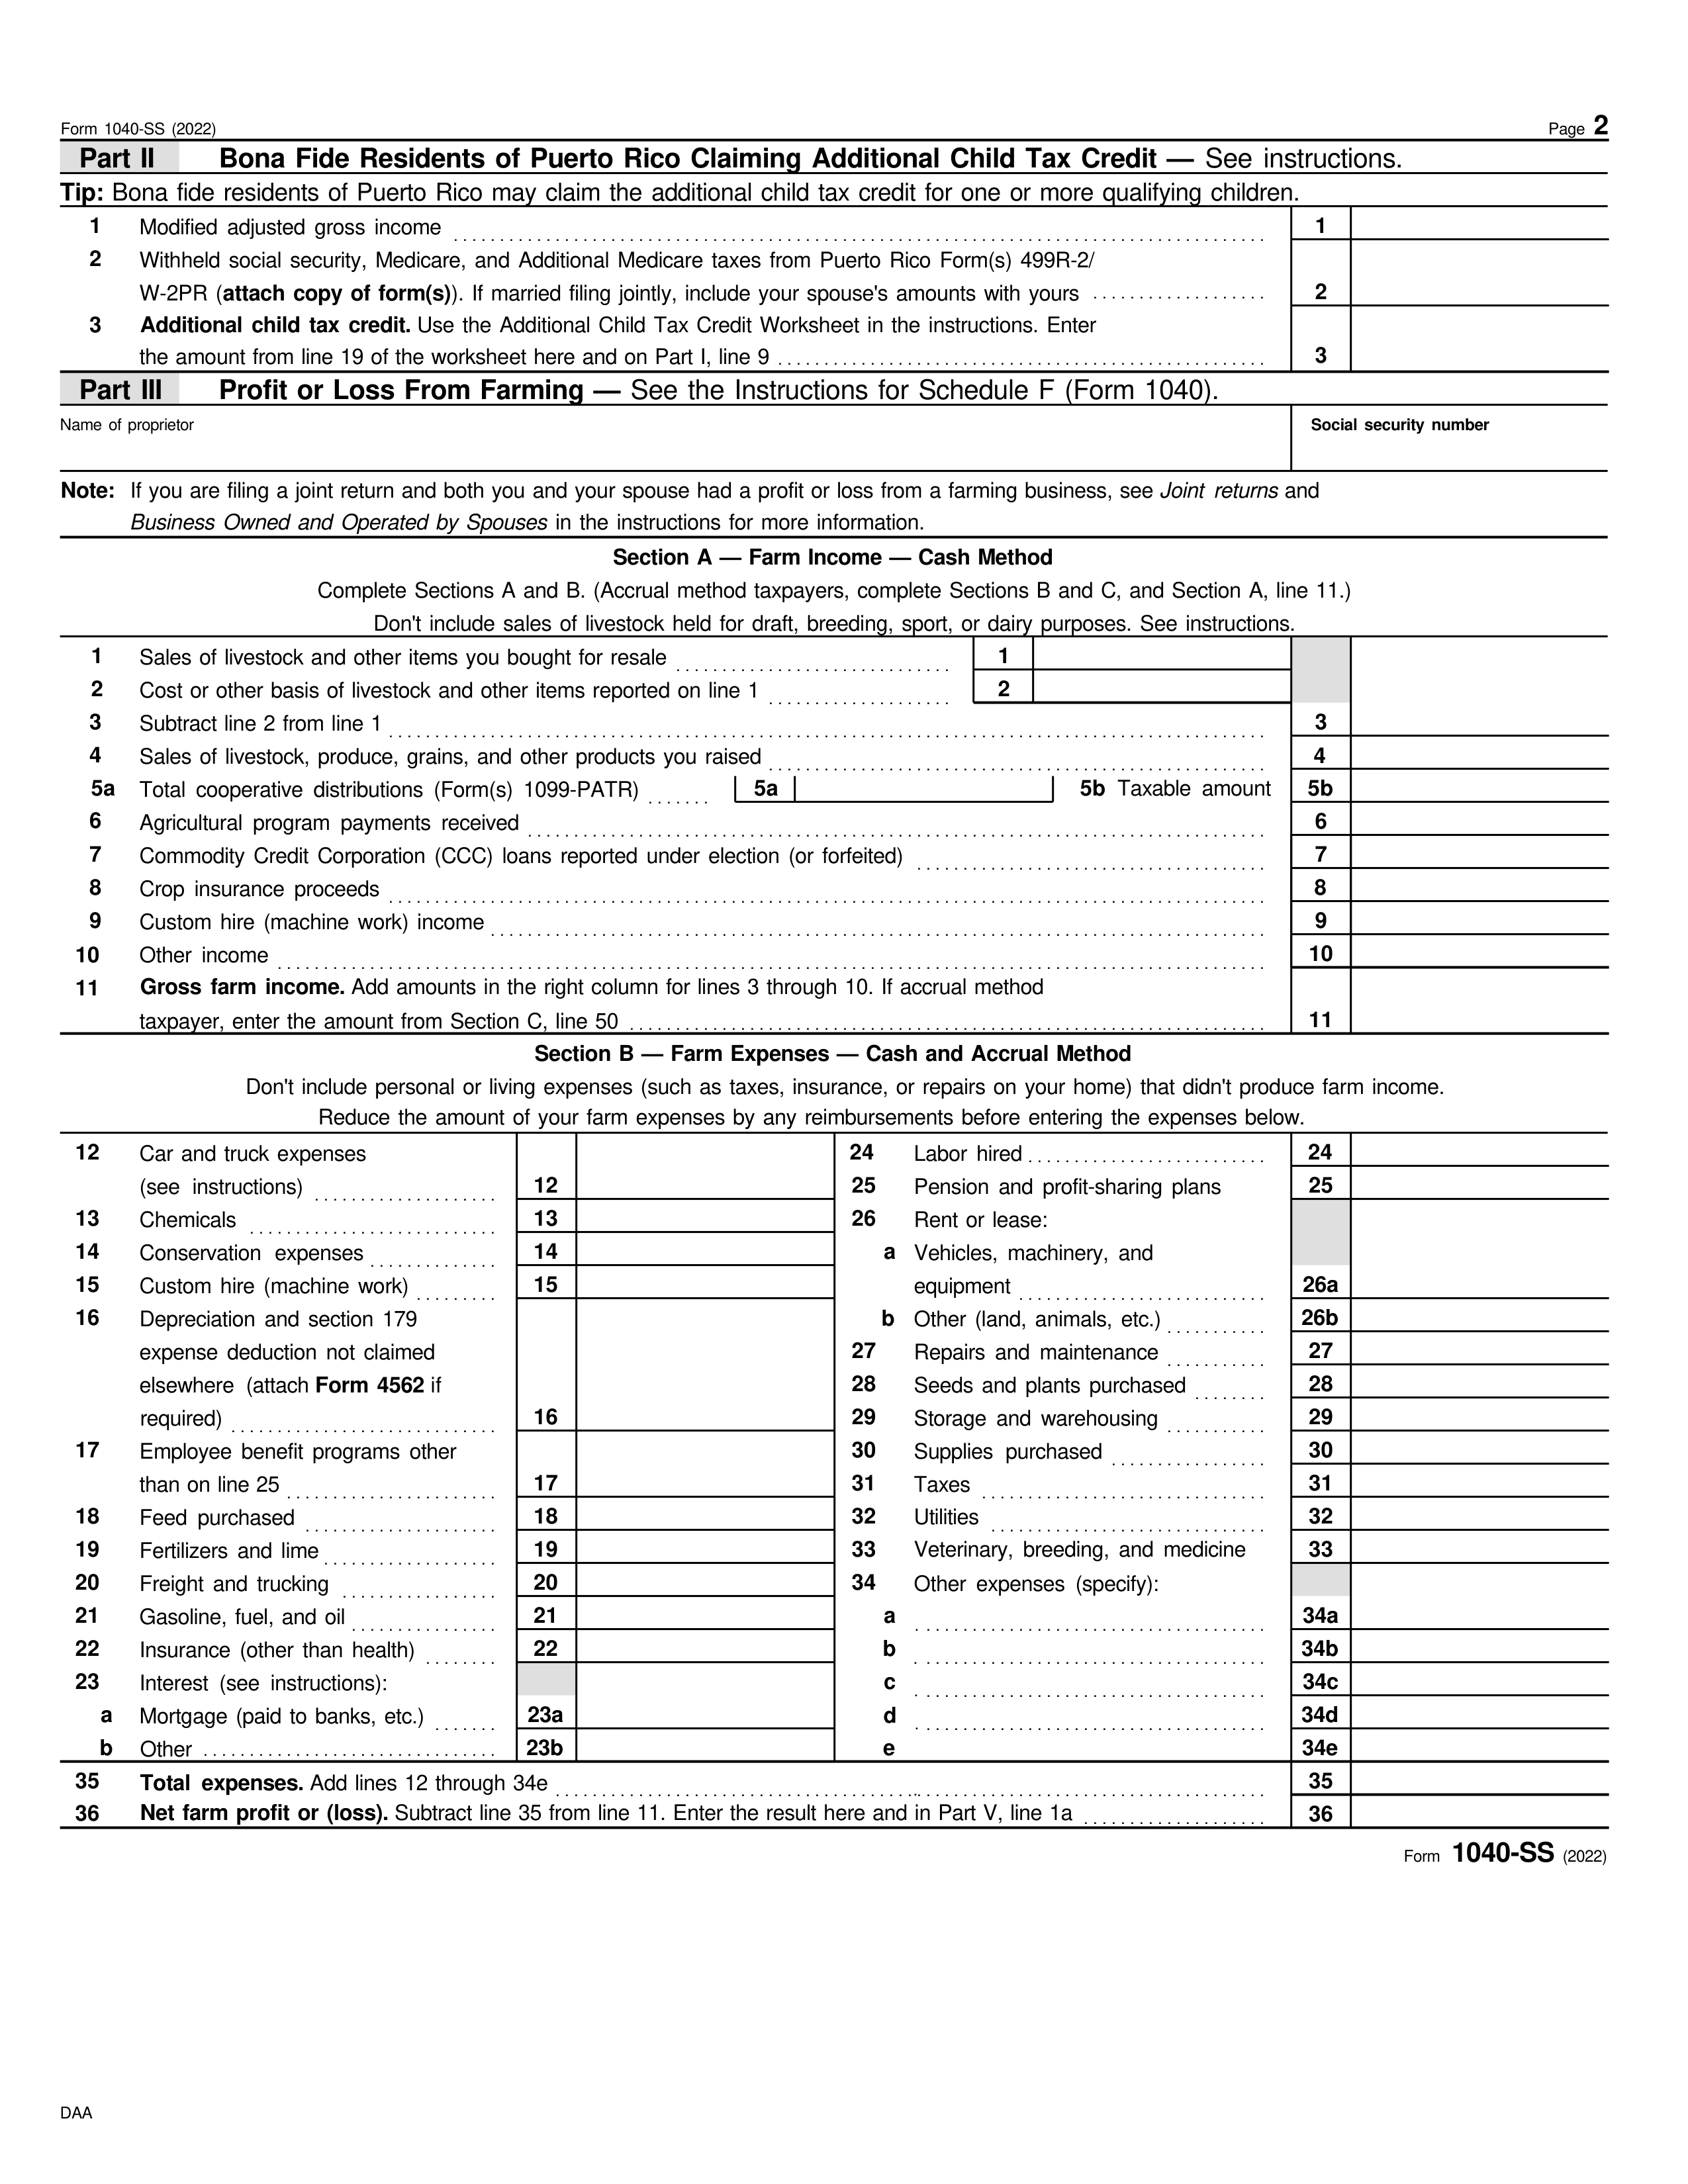 Form 1040-SS (2022) Page 2
Part II Bona Fide Residents of Puerto Rico Claiming Additional Child Tax Credit — See instructions.
Tip: Bona fide residents of Puerto Rico may claim the additional child tax credit for one or more qualifying children.
1 Modified adjusted gross income 1
2 Withheld social security, Medicare, and Additional Medicare taxes from Puerto Rico Form(s) 499R-2/
W-2PR (attach copy of form(s)). If married filing jointly, include your spouse's amounts with yours 2
3 Additional child tax credit. Use the Additional Child Tax Credit Worksheet in the instructions. Enter
the amount from line 19 of the worksheet here and on Part I, line 9 3
Part III Profit or Loss From Farming — See the Instructions for Schedule F (Form 1040).
Name of proprietor Social security number
Note: If you are filing a joint return and both you and your spouse had a profit or loss from a farming business, see Joint returns and
Business Owned and Operated by Spouses in the instructions for more information.
Section A — Farm Income — Cash Method
Complete Sections A and B. (Accrual method taxpayers, complete Sections B and C, and Section A, line 11.)
Don't include sales of livestock held for draft, breeding, sport, or dairy purposes. See instructions.
1 Sales of livestock and other items you bought for resale 1
2 Cost or other basis of livestock and other items reported on line 1 2
3 Subtract line 2 from line 1 3
4 Sales of livestock, produce, grains, and other products you raised 4
5a Total cooperative distributions (Form(s) 1099-PATR) 5a 5b Taxable amount 5b
6 Agricultural program payments received 6
7 Commodity Credit Corporation (CCC) loans reported under election (or forfeited) 7
8 Crop insurance proceeds 8
9 Custom hire (machine work) income 9
10 Other income 10
11 Gross farm income. Add amounts in the right column for lines 3 through 10. If accrual method
taxpayer, enter the amount from Section C, line 50 11
Section B — Farm Expenses — Cash and Accrual Method
Don't include personal or living expenses (such as taxes, insurance, or repairs on your home) that didn't produce farm income.
Reduce the amount of your farm expenses by any reimbursements before entering the expenses below.
12 Car and truck expenses
(see instructions) 12
13 Chemicals 13
14 Conservation expenses 14
15 Custom hire (machine work) 15
16 Depreciation and section 179
expense deduction not claimed
elsewhere (attach Form 4562 if
required) 16
17 Employee benefit programs other
than on line 25 17
18 Feed purchased 18
19 Fertilizers and lime 19
20 Freight and trucking 20
21 Gasoline, fuel, and oil 21
22 Insurance (other than health) 22
23 Interest (see instructions):
a Mortgage (paid to banks, etc.) 23a
b Other 23b
24 Labor hired 24
25 Pension and profit-sharing plans 25
26 Rent or lease:
a Vehicles, machinery, and
equipment 26a
b Other (land, animals, etc.) 26b
27 Repairs and maintenance 27
28 Seeds and plants purchased 28
29 Storage and warehousing 29
30 Supplies purchased 30
31 Taxes 31
32 Utilities 32
33 Veterinary, breeding, and medicine 33
34 Other expenses (specify):
a 34a
b 34b
c 34c
d 34d
e 34e
35 Total expenses. Add lines 12 through 34e 35
36 Net farm profit or (loss). Subtract line 35 from line 11. Enter the result here and in Part V, line 1a 36
Form 1040-SS (2022)
DAA